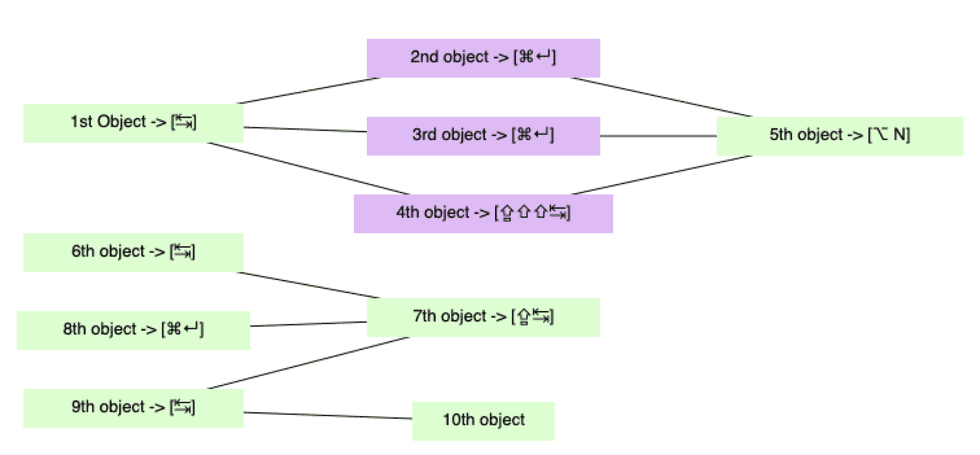 2nd object -> [⌘↵]
1st Object -> [↹]
3rd object -> [⌘↵]
5th object -> [⌥ N]
4th object -> [⇪⇧⇧↹]
6th object -> [↹]
7th object -> [⇪↹]
8th object -> [⌘↵]
9th object -> [↹]
10th object